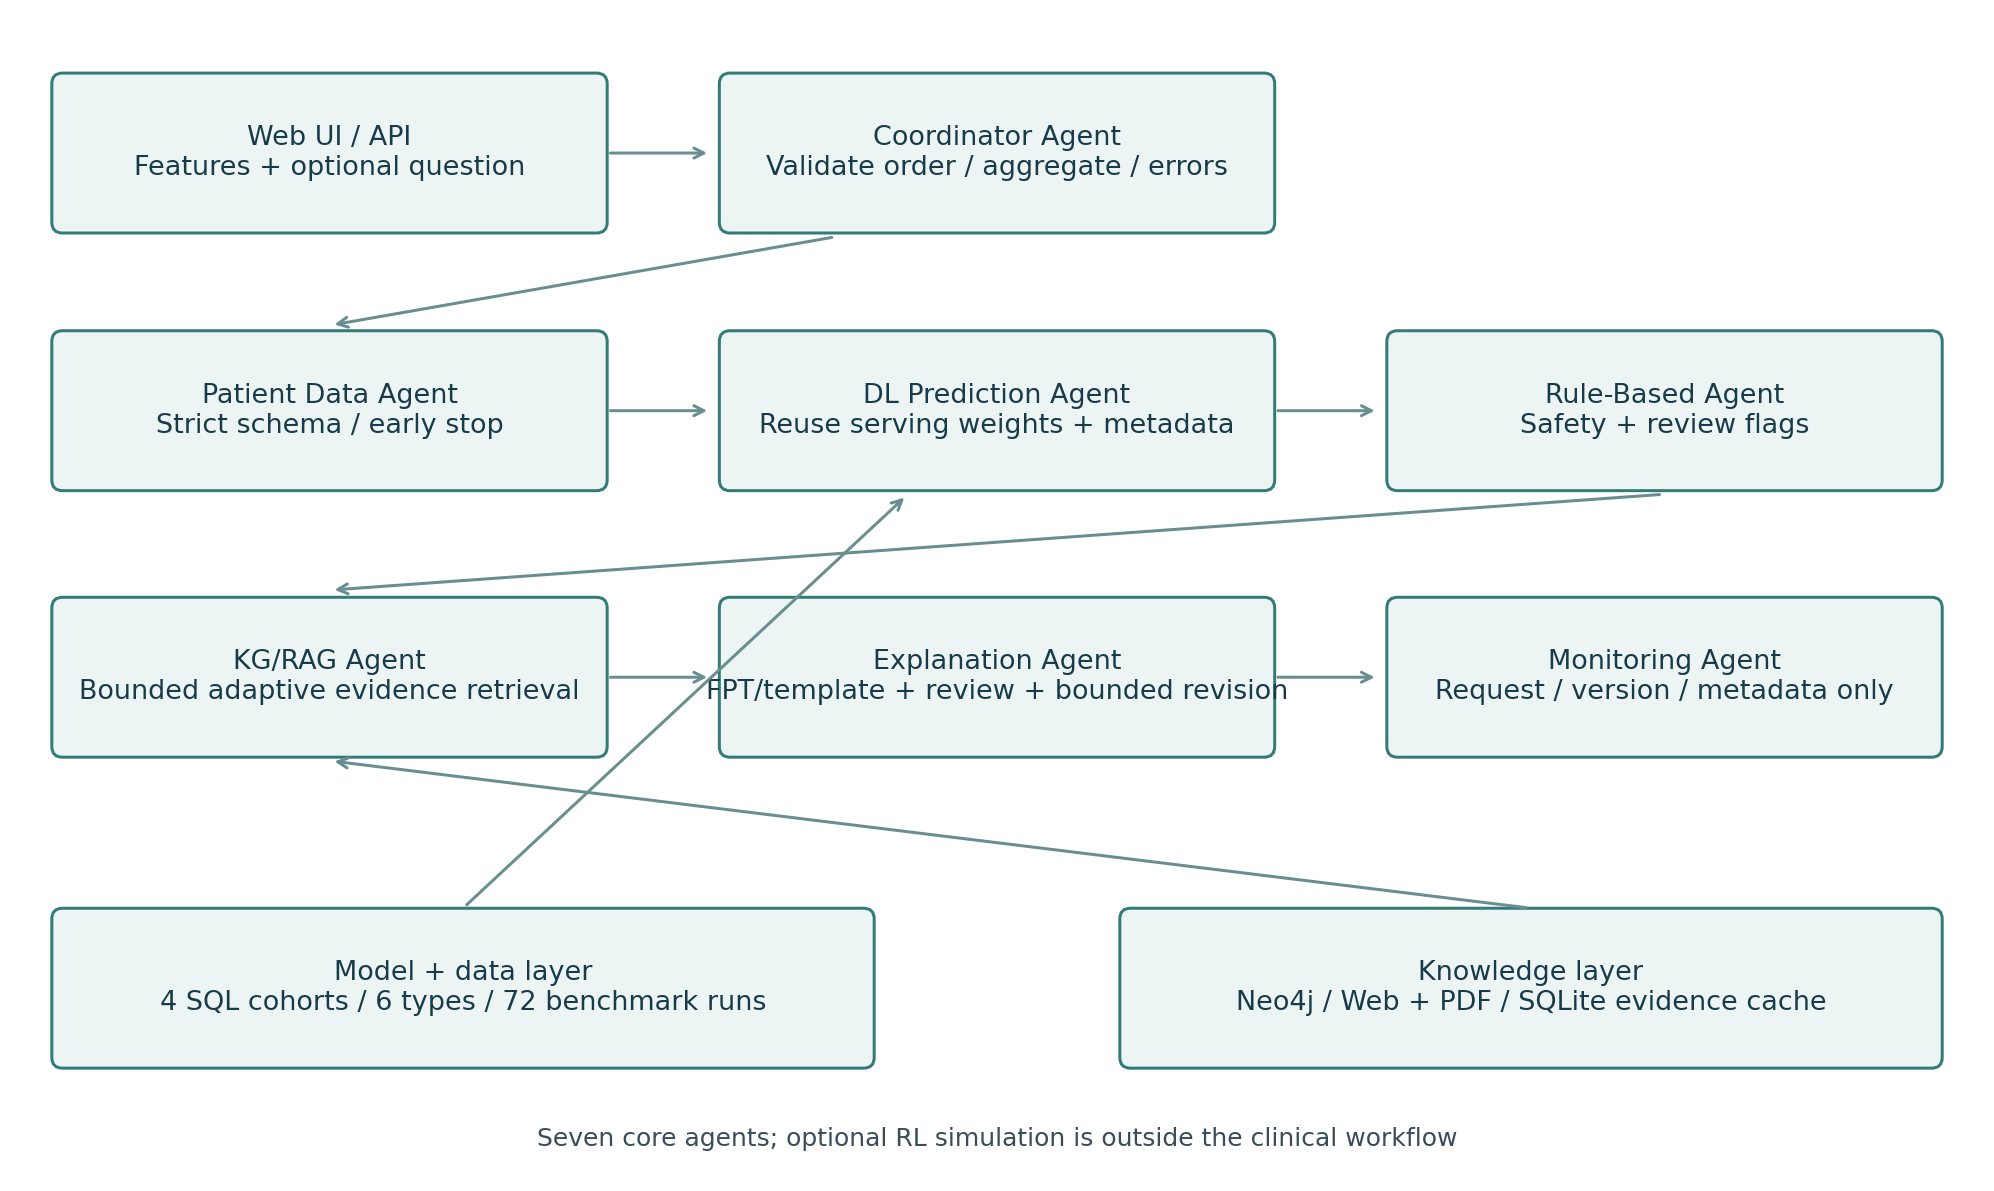 Web UI / API
Features + optional question
Coordinator Agent
Validate order / aggregate / errors
Patient Data Agent
Strict schema / early stop
DL Prediction Agent
Reuse serving weights + metadata
Rule-Based Agent
Safety + review flags
KG/RAG Agent
Bounded adaptive evidence retrieval
Explanation Agent
FPT/template + review + bounded revision
Monitoring Agent
Request / version / metadata only
Model + data layer
4 SQL cohorts / 6 types / 72 benchmark runs
Knowledge layer
Neo4j / Web + PDF / SQLite evidence cache
Seven core agents; optional RL simulation is outside the clinical workflow